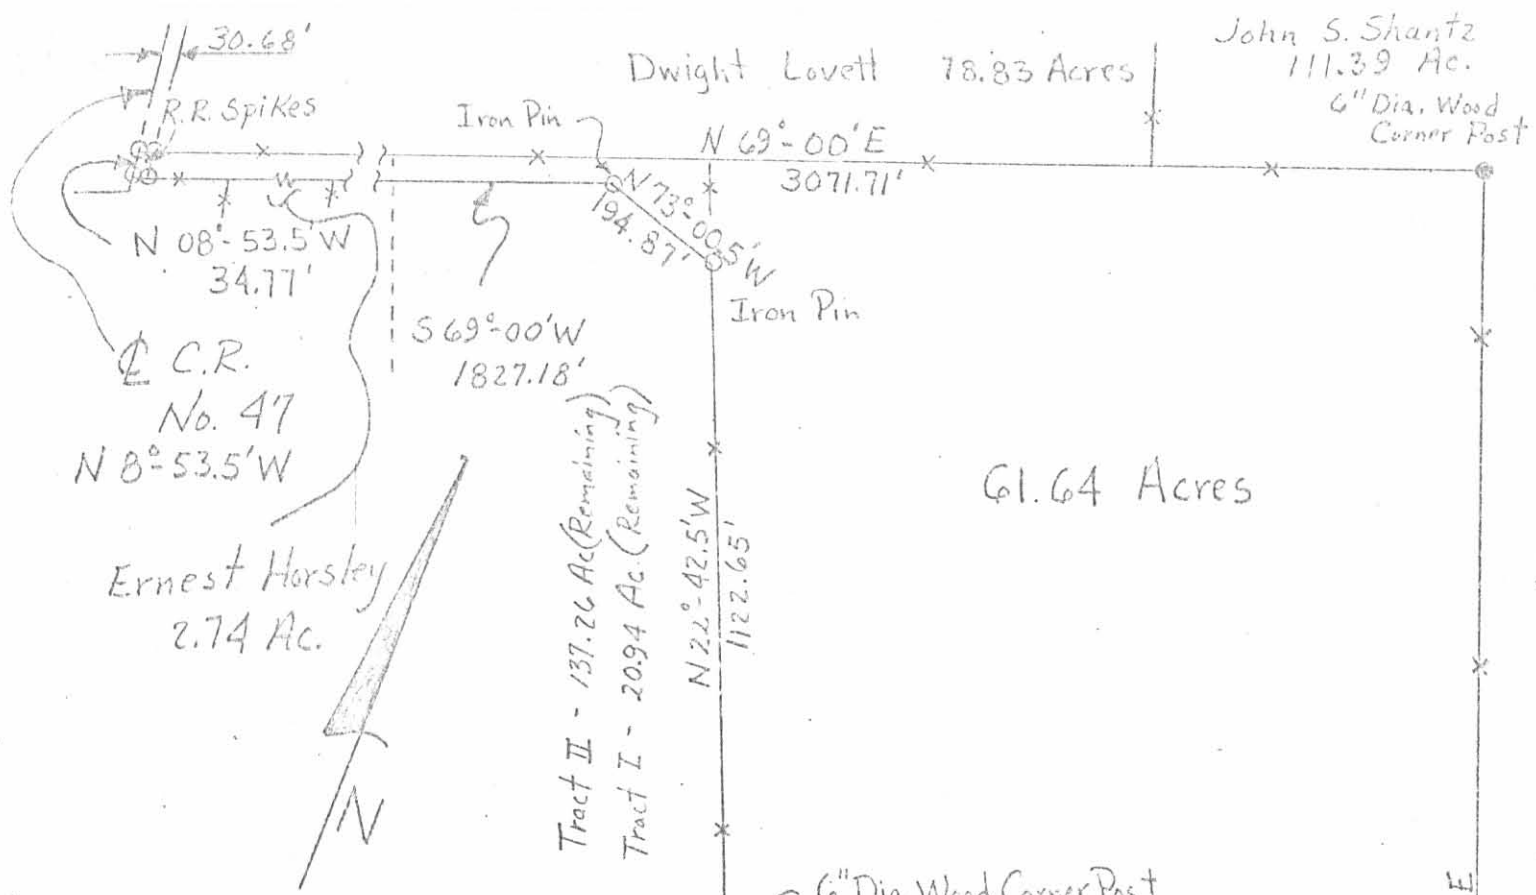 30.68'
R.R. Spikes
Iron Pin
Dwight Lovett 78.83 Acres
John S. Shantz
111.39 Ac.
6" Dia. Wood
Corner Post
N 69°-00' E
3071.71'
N 73°-00.5' W
194.87'
Iron Pin
N 08°-53.5' W
34.77'
S 69°-00' W
1827.18'
℄ C.R.
No. 47
N 8°-53.5' W
Ernest Horsley
2.74 Ac.
N
Tract II - 137.26 Ac (Remaining)
Tract I - 20.94 Ac. (Remaining)
N 22°-42.5' W
1122.65'
61.64 Acres
6" Dia. Wood Corner Post
E